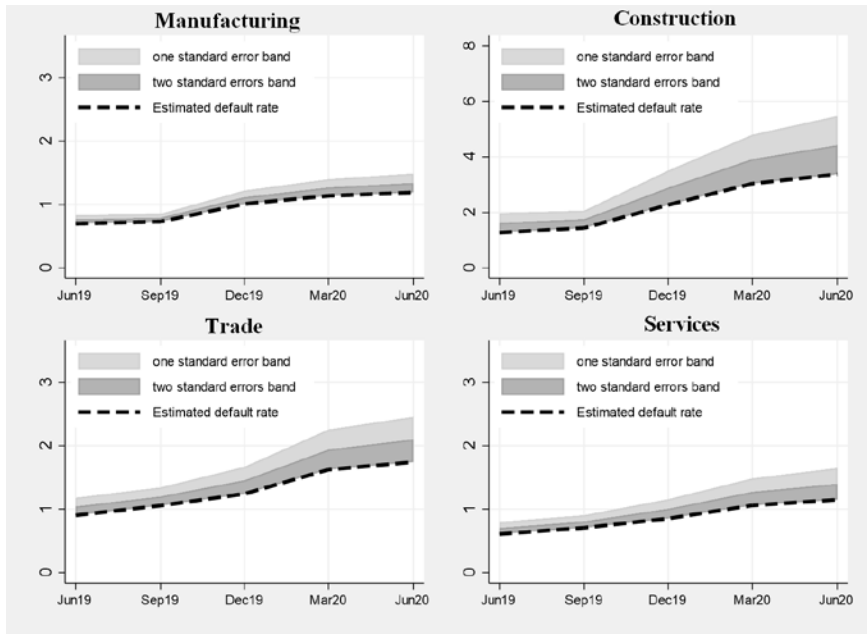 Manufacturing
3
2
1
0
one standard error band
two standard errors band
Estimated default rate
Jun19 Sep19 Dec19 Mar20 Jun20
Construction
8
6
4
2
0
one standard error band
two standard errors band
Estimated default rate
Jun19 Sep19 Dec19 Mar20 Jun20
Trade
3
2
1
0
one standard error band
two standard errors band
Estimated default rate
Jun19 Sep19 Dec19 Mar20 Jun20
Services
3
2
1
0
one standard error band
two standard errors band
Estimated default rate
Jun19 Sep19 Dec19 Mar20 Jun20